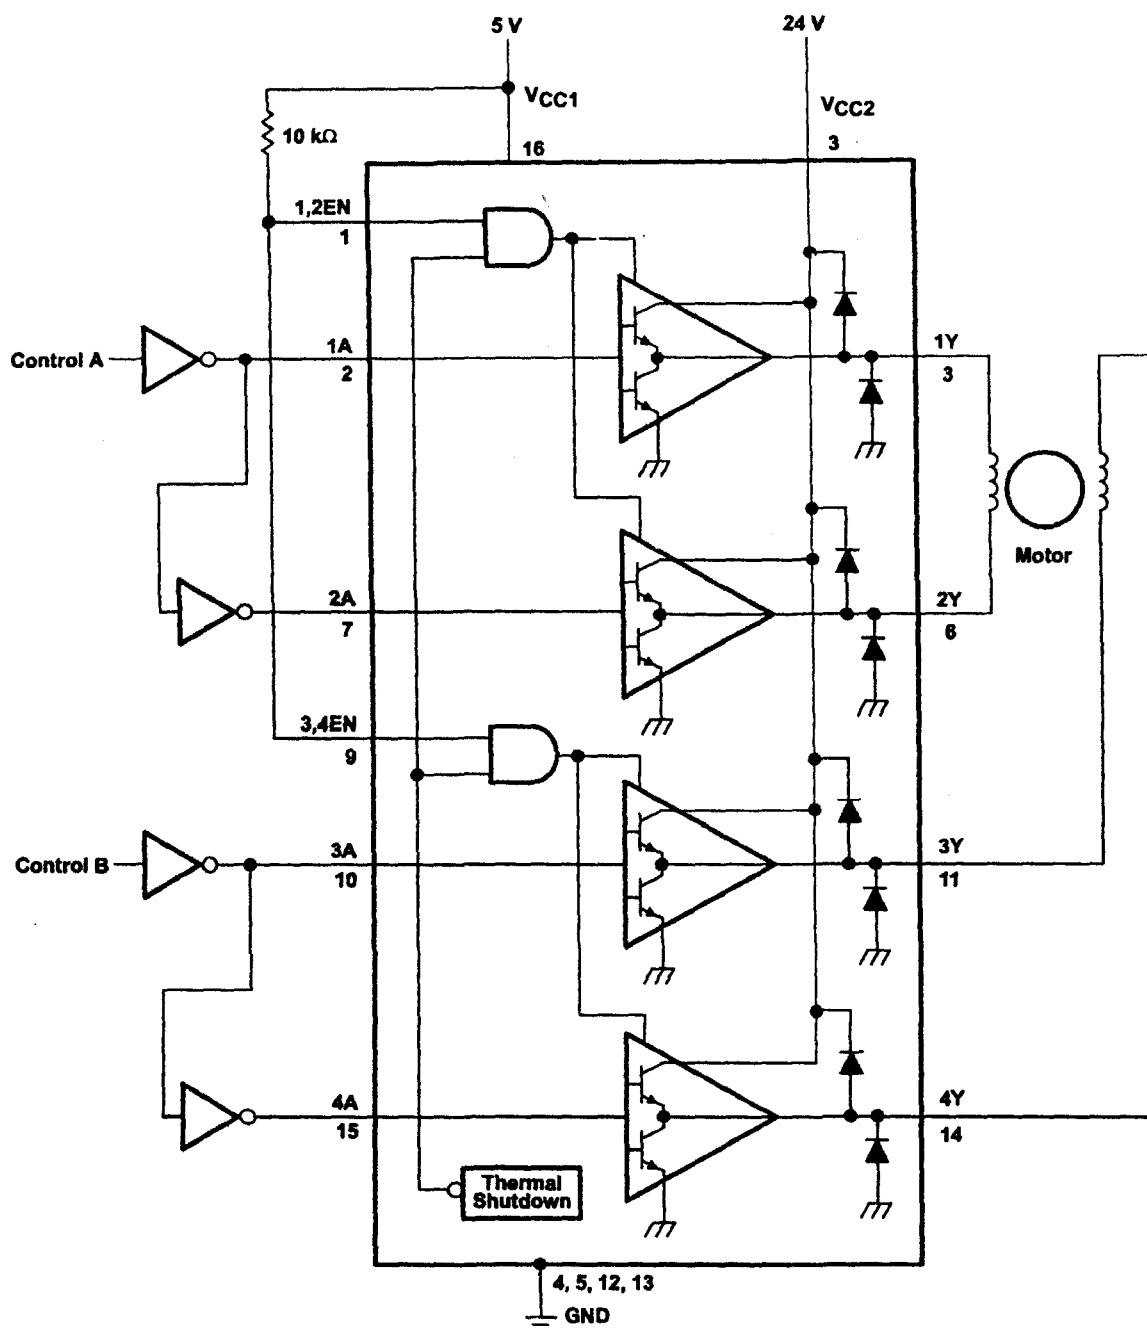 5 V
24 V
VCC1
VCC2
10 kΩ
16
3
1,2EN
1
Control A
1A
2
1Y
3
Motor
2A
7
2Y
6
3,4EN
9
Control B
3A
10
3Y
11
4A
15
4Y
14
Thermal
Shutdown
4, 5, 12, 13
GND